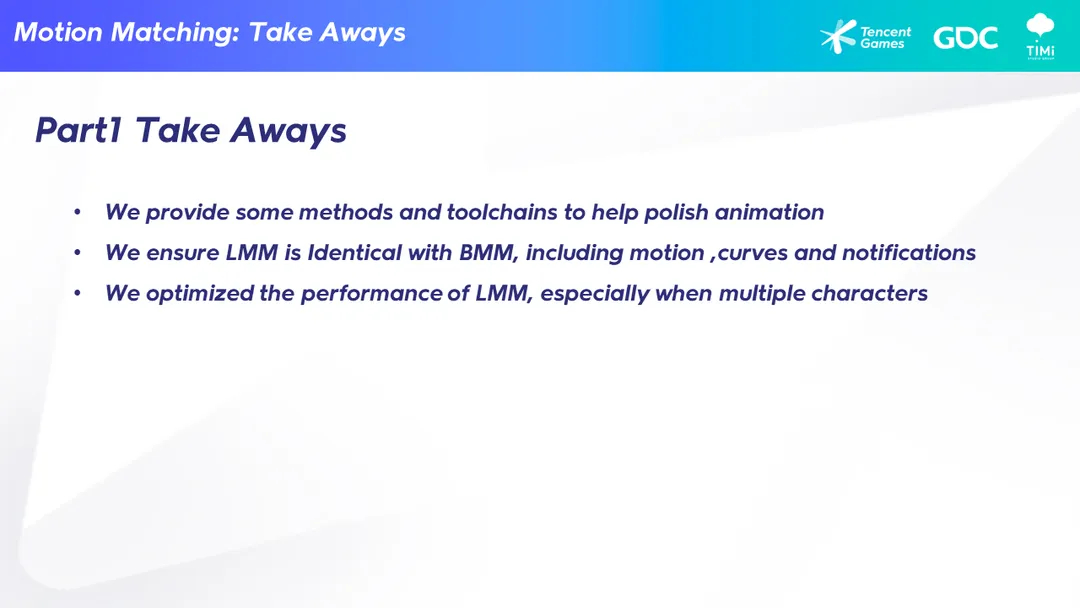 Motion Matching: Take Aways
Tencent
Games
GDC
TiMi
STUDIO GROUP
Part1 Take Aways
• We provide some methods and toolchains to help polish animation
• We ensure LMM is Identical with BMM, including motion ,curves and notifications
• We optimized the performance of LMM, especially when multiple characters